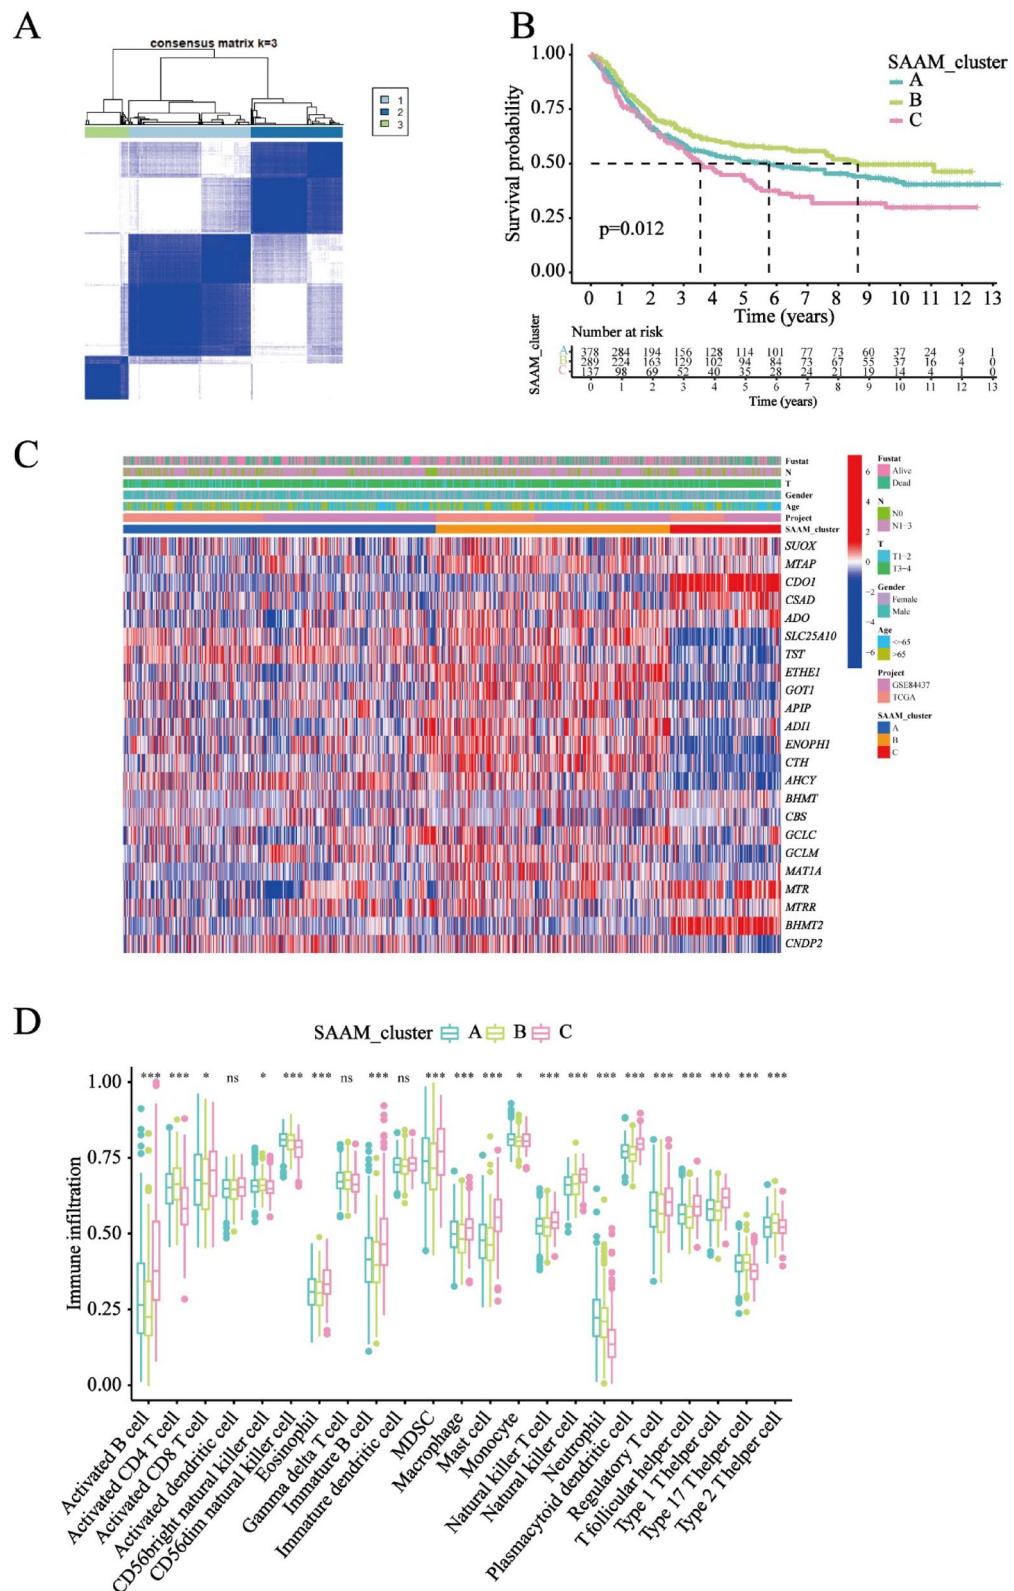 A
consensus matrix k=3
1
2
3
B
SAAM_cluster
A
B
C
Survival probability
1.00
0.75
0.50
0.25
0.00
p=0.012
0 1 2 3 4 5 6 7 8 9 10 11 12 13
Time (years)
Number at risk
SAAM_cluster
A 378 284 194 156 128 114 101 77 73 60 37 24 9 1
B 289 224 163 129 102 94 84 73 67 55 37 16 4 0
C 137 98 69 52 40 35 28 24 21 19 14 4 1 0
0 1 2 3 4 5 6 7 8 9 10 11 12 13
Time (years)
C
Fustat
N
T
Gender
Age
Project
SAAM_cluster
SUOX
MTAP
CDO1
CSAD
ADO
SLC25A10
TST
ETHE1
GOT1
APIP
ADI1
ENOPH1
CTH
AHCY
BHMT
CBS
GCLC
GCLM
MAT1A
MTR
MTRR
BHMT2
CNDP2
6
4
2
0
−2
−4
−6
Fustat
Alive
Dead
N
N0
N1-3
T
T1-2
T3-4
Gender
Female
Male
Age
<=65
>65
Project
GSE84437
TCGA
SAAM_cluster
A
B
C
D
SAAM_cluster A B C
Immune infiltration
1.00
0.75
0.50
0.25
0.00
*** *** * ns * *** *** ns *** ns *** *** *** * *** *** *** *** *** *** *** *** ***
Activated B cell
Activated CD4 T cell
Activated CD8 T cell
Activated dendritic cell
CD56bright natural killer cell
CD56dim natural killer cell
Eosinophil
Gamma delta T cell
Immature B cell
Immature dendritic cell
MDSC
Macrophage
Mast cell
Monocyte
Natural killer T cell
Natural killer cell
Neutrophil
Plasmacytoid dendritic cell
Regulatory T cell
T follicular helper cell
Type 1 T helper cell
Type 17 T helper cell
Type 2 T helper cell